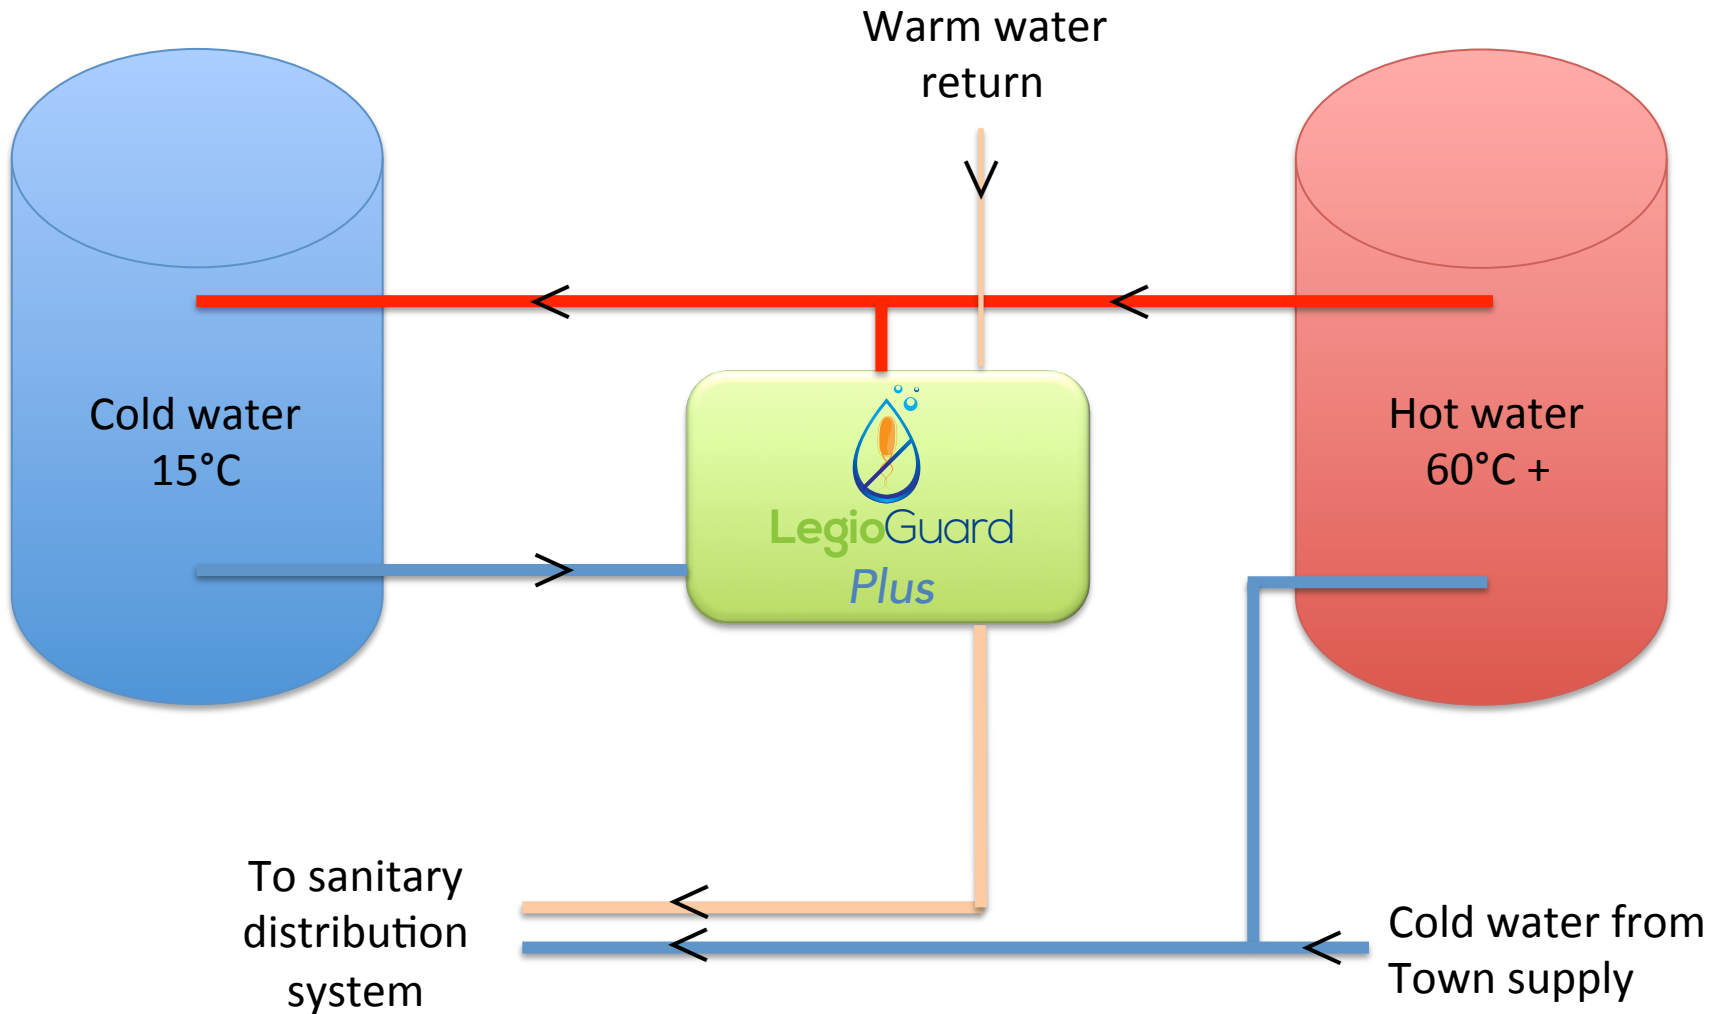 Warm water
return
Cold water
15°C
Hot water
60°C +
LegioGuard
Plus
To sanitary
distribution
system
Cold water from
Town supply